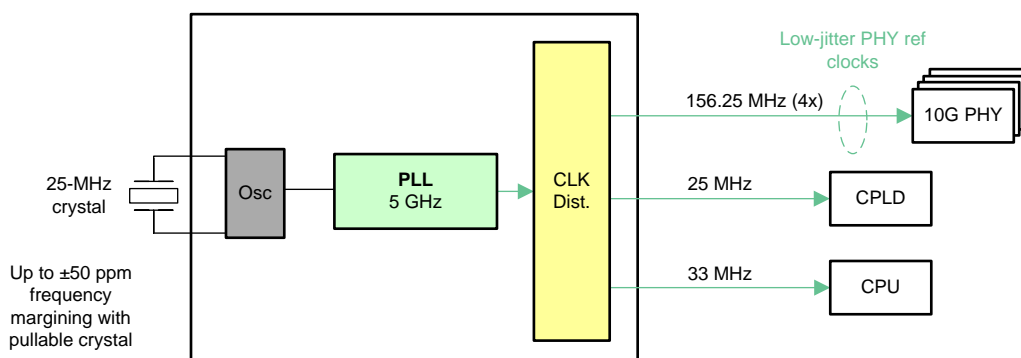 Low-jitter PHY ref
clocks
156.25 MHz (4x)
10G PHY
25-MHz
crystal
Osc
PLL
5 GHz
CLK
Dist.
25 MHz
CPLD
33 MHz
CPU
Up to ±50 ppm
frequency
margining with
pullable crystal